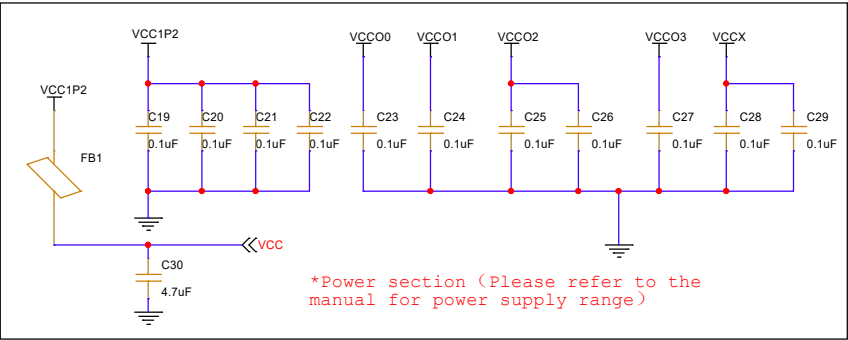 VCC1P2 VCCO0 VCCO1 VCCO2 VCCO3 VCCX
VCC1P2
C19 C20 C21 C22 C23 C24 C25 C26 C27 C28 C29
0.1uF 0.1uF 0.1uF 0.1uF 0.1uF 0.1uF 0.1uF 0.1uF 0.1uF 0.1uF 0.1uF
FB1
VCC
C30
4.7uF
*Power section（Please refer to the
manual for power supply range）